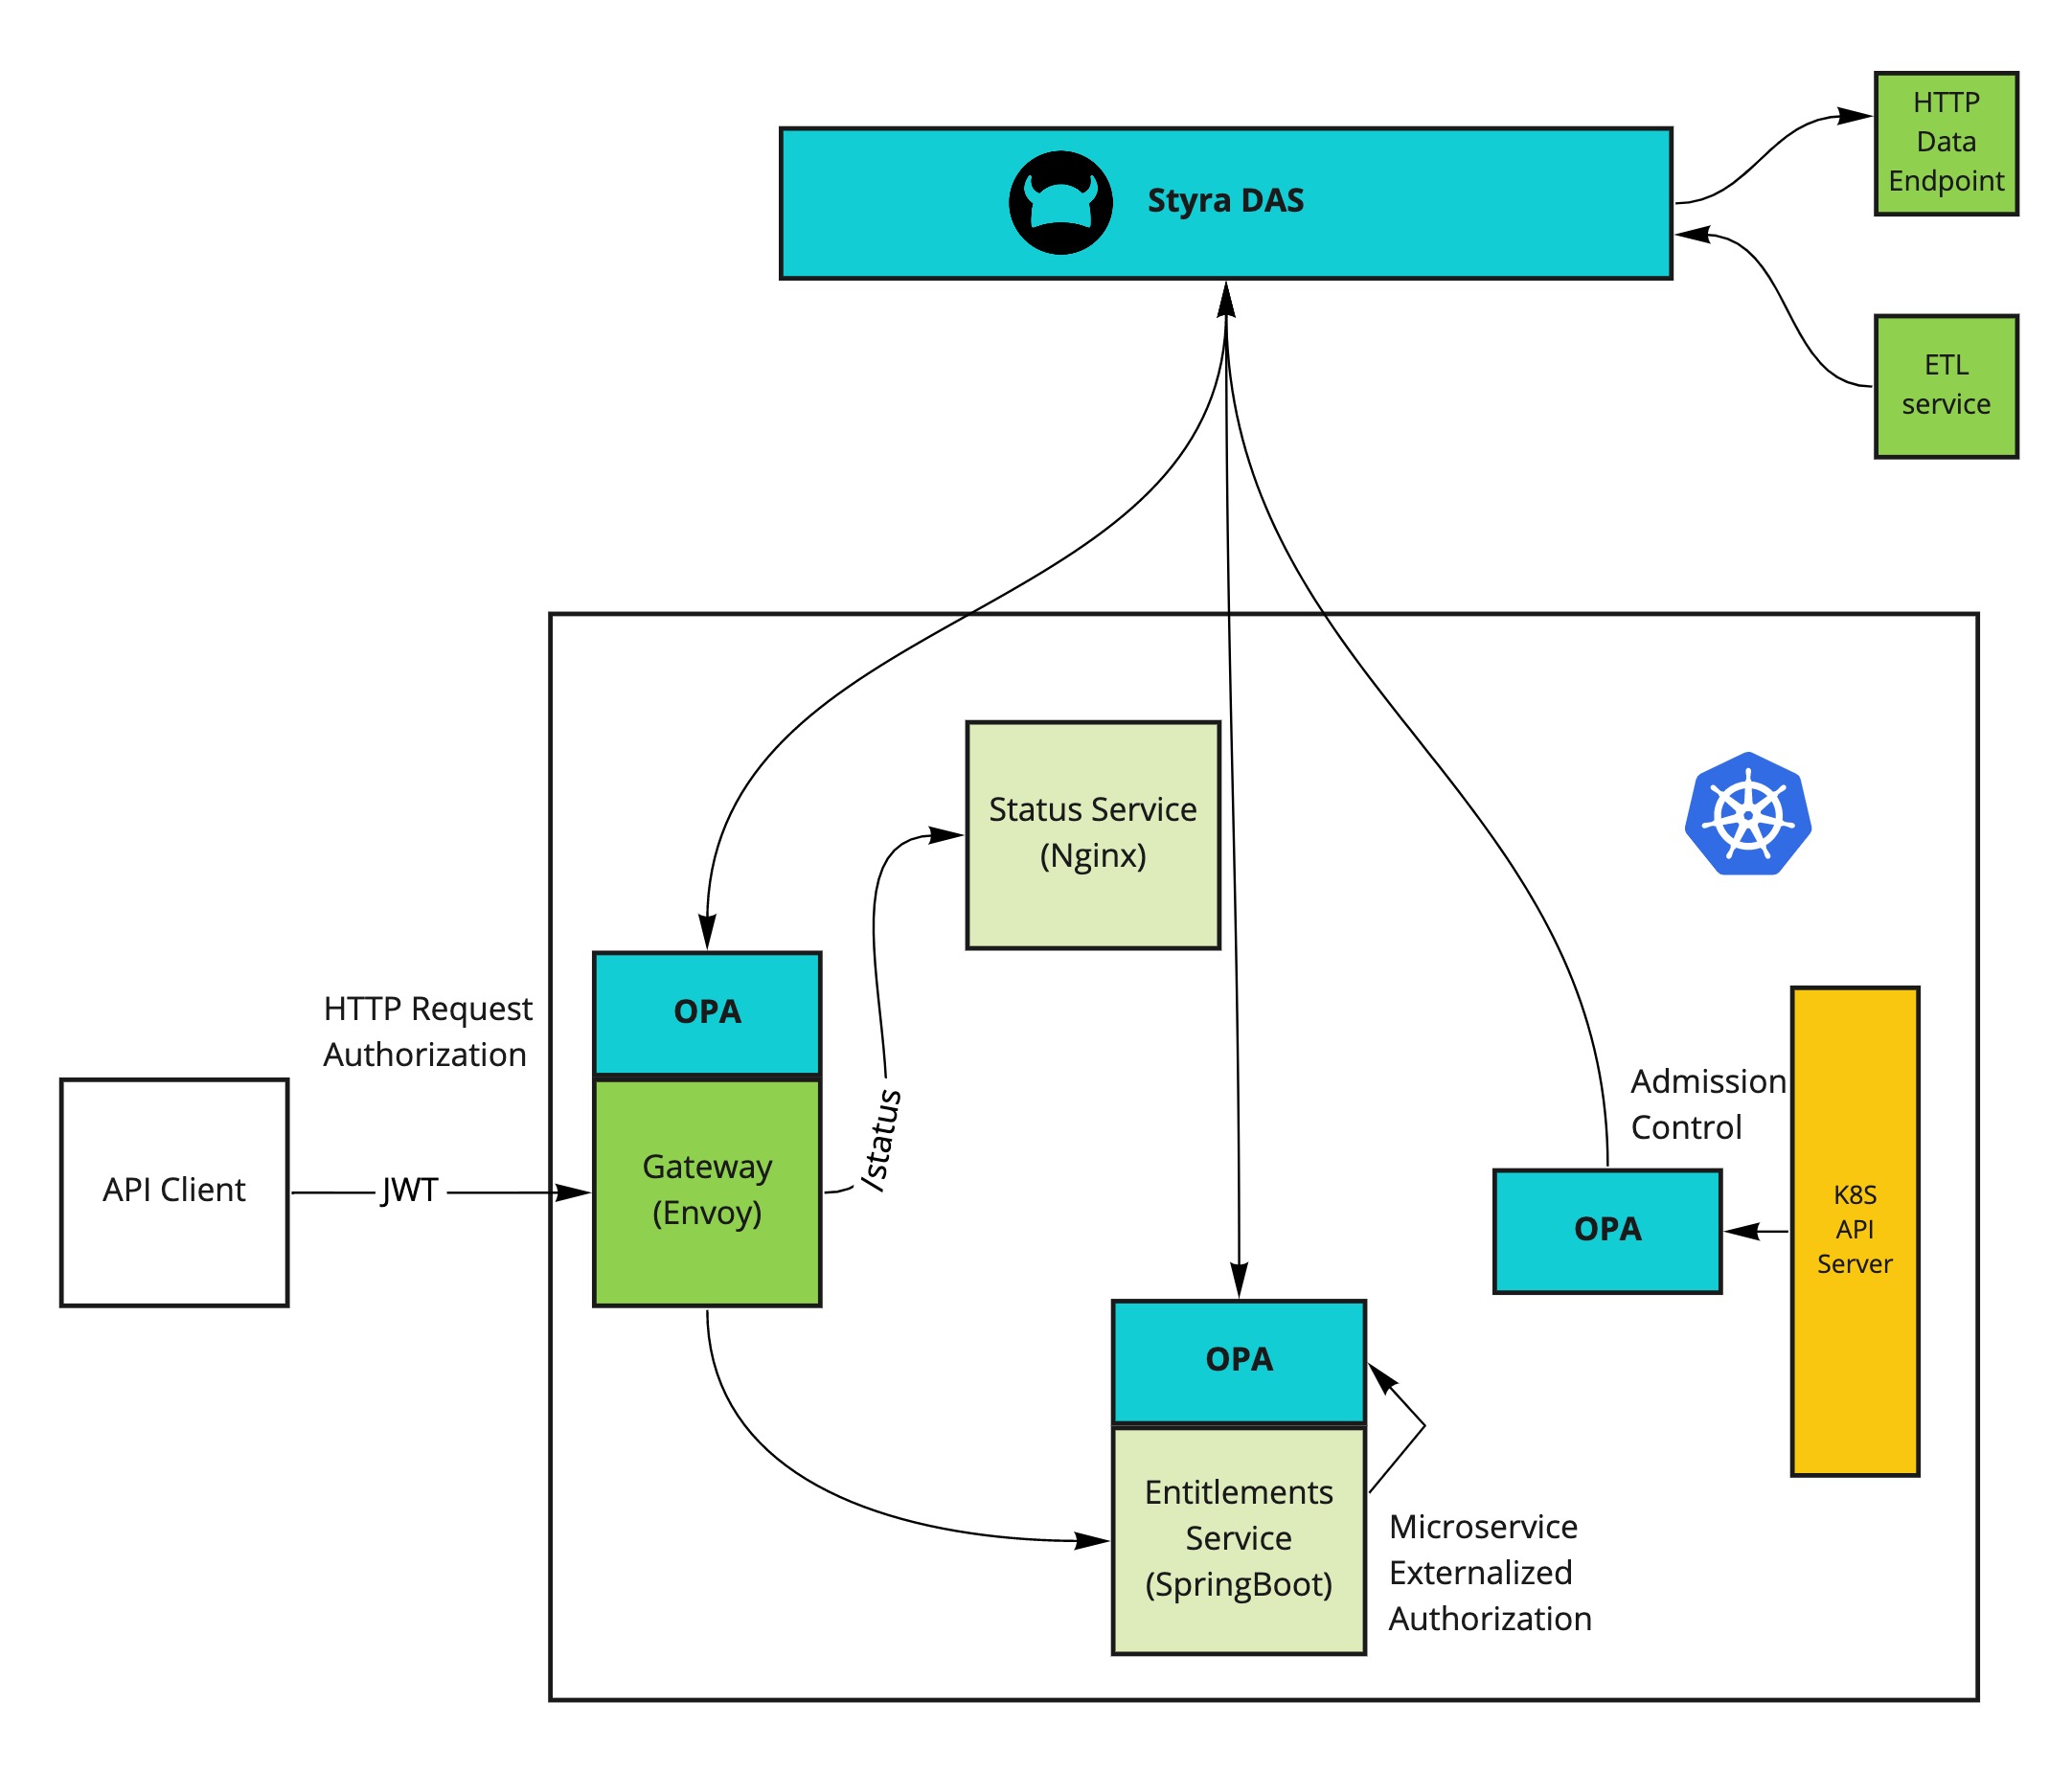 HTTP
Data
Endpoint
Styra DAS
ETL
service
Status Service
(Nginx)
HTTP Request
Authorization
OPA
API Client
JWT
Gateway
(Envoy)
/status
Admission
Control
OPA
K8S
API
Server
OPA
Entitlements
Service
(SpringBoot)
Microservice
Externalized
Authorization